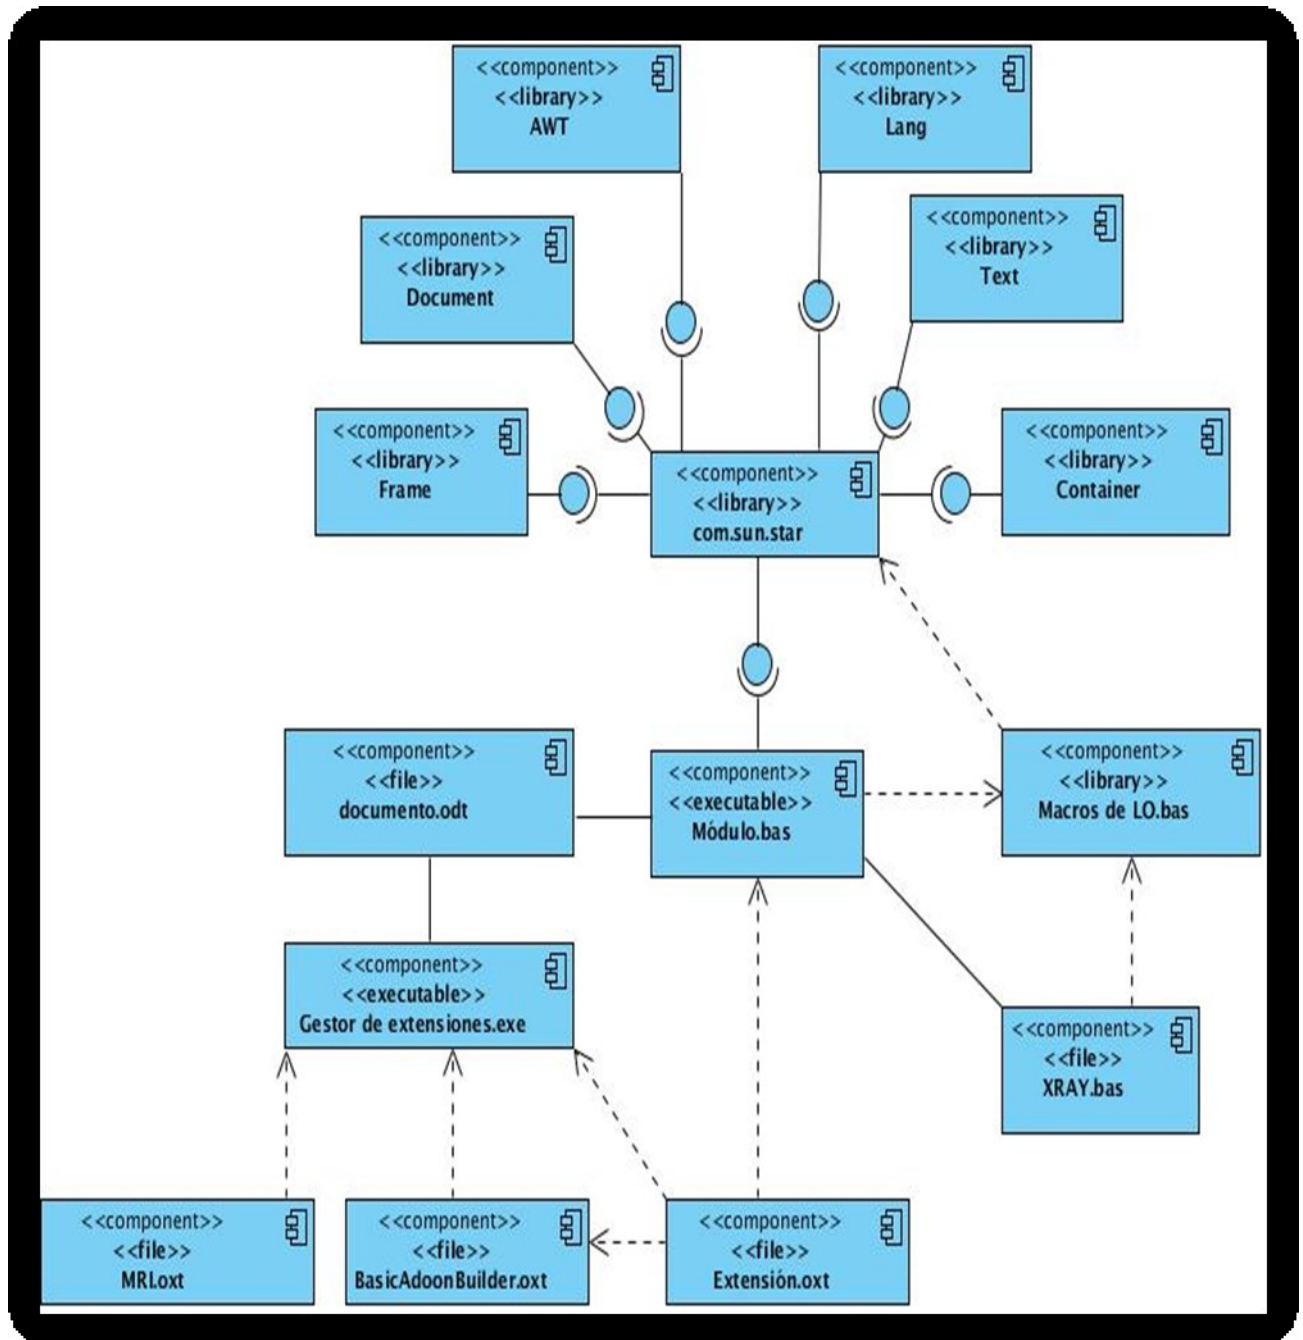 <<component>>
<<library>>
AWT
<<component>>
<<library>>
Lang
<<component>>
<<library>>
Document
<<component>>
<<library>>
Text
<<component>>
<<library>>
Frame
<<component>>
<<library>>
com.sun.star
<<component>>
<<library>>
Container
<<component>>
<<file>>
documento.odt
<<component>>
<<executable>>
Módulo.bas
<<component>>
<<library>>
Macros de LO.bas
<<component>>
<<executable>>
Gestor de extensiones.exe
<<component>>
<<file>>
XRAY.bas
<<component>>
<<file>>
MRI.oxt
<<component>>
<<file>>
BasicAdoonBuilder.oxt
<<component>>
<<file>>
Extensión.oxt